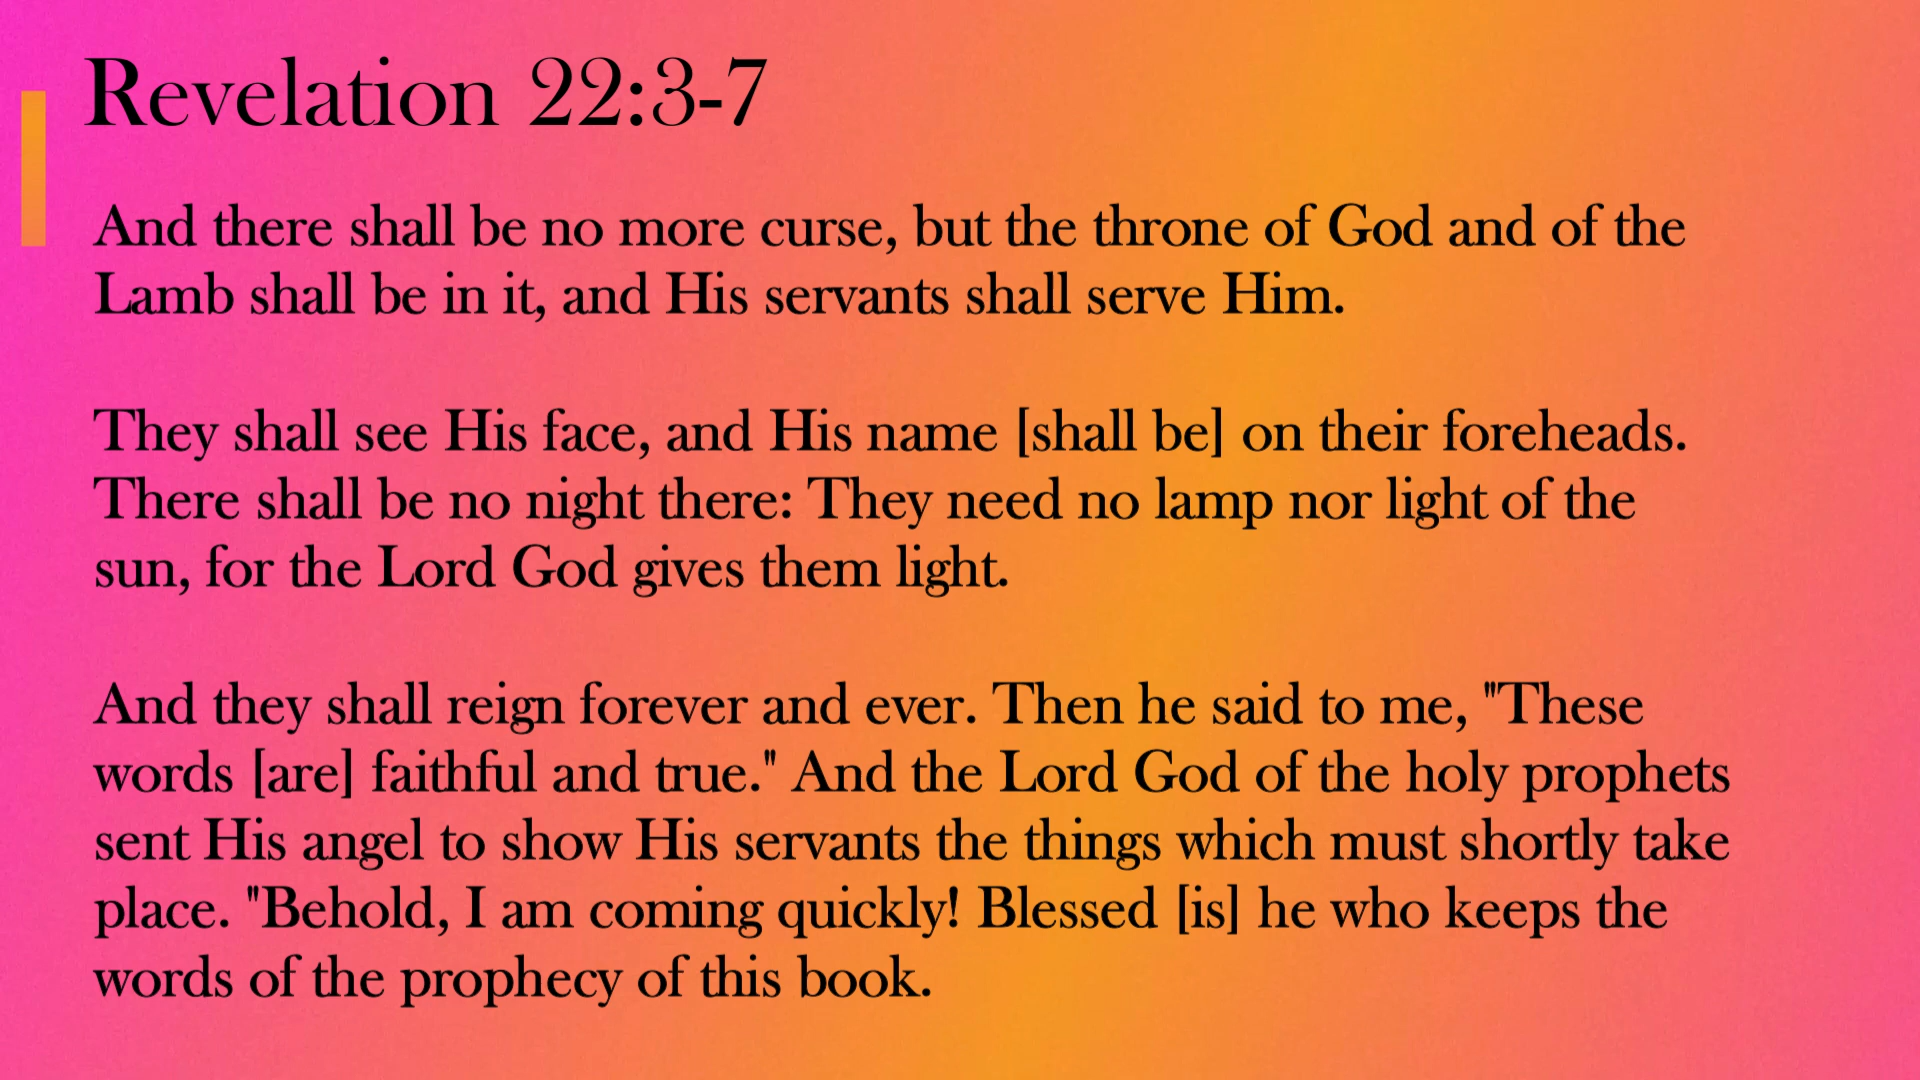 Revelation 22:3-7
And there shall be no more curse, but the throne of God and of the
Lamb shall be in it, and His servants shall serve Him.
They shall see His face, and His name [shall be] on their foreheads.
There shall be no night there: They need no lamp nor light of the
sun, for the Lord God gives them light.
And they shall reign forever and ever. Then he said to me, "These
words [are] faithful and true." And the Lord God of the holy prophets
sent His angel to show His servants the things which must shortly take
place. "Behold, I am coming quickly! Blessed [is] he who keeps the
words of the prophecy of this book.